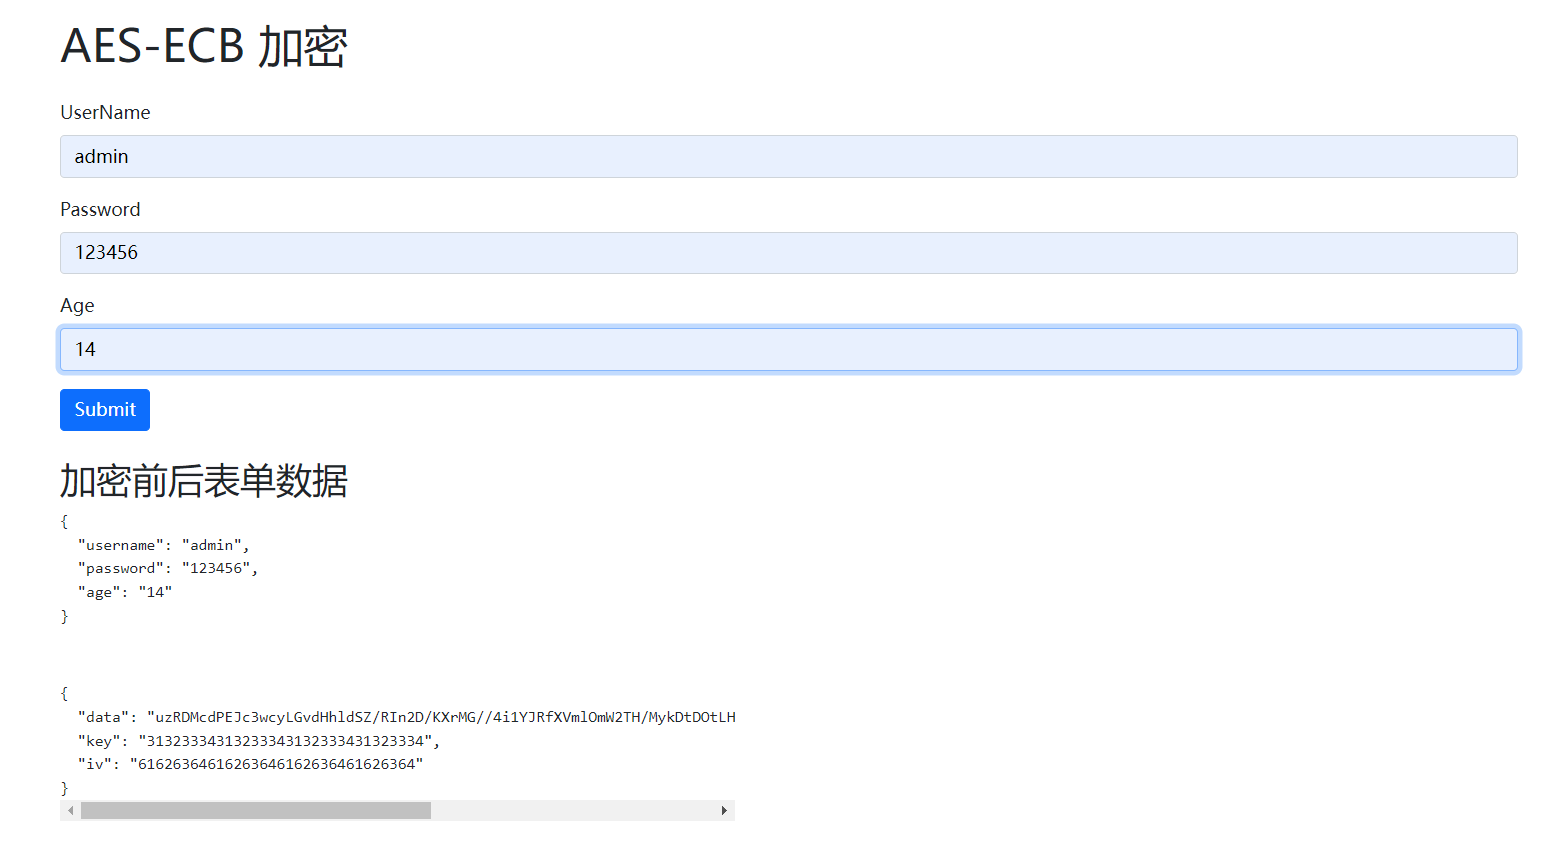 AES-ECB 加密
UserName
admin
Password
123456
Age
14
Submit
加密前后表单数据
{
"username": "admin",
"password": "123456",
"age": "14"
}
{
"data": "uzRDMcdPEJc3wcyLGvdHhldSZ/RIn2D/KXrMG//4i1YJRfXVmlOmW2TH/MykDtDOtLH
"key": "31323334313233343132333431323334",
"iv": "61626364616263646162636461626364"
}